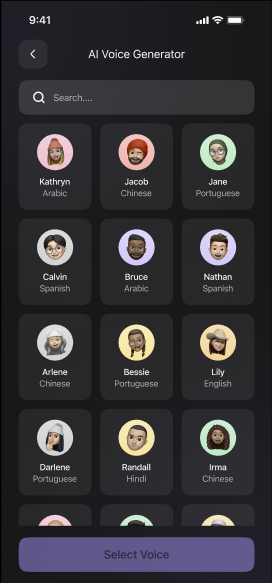 9:41
AI Voice Generator
Search....
Kathryn Jacob Jane
Arabic Chinese Portuguese
Calvin Bruce Nathan
Spanish Arabic Spanish
Arlene Bessie Lily
Chinese Portuguese English
Darlene Randall Irma
Portuguese Hindi Chinese
Select Voice